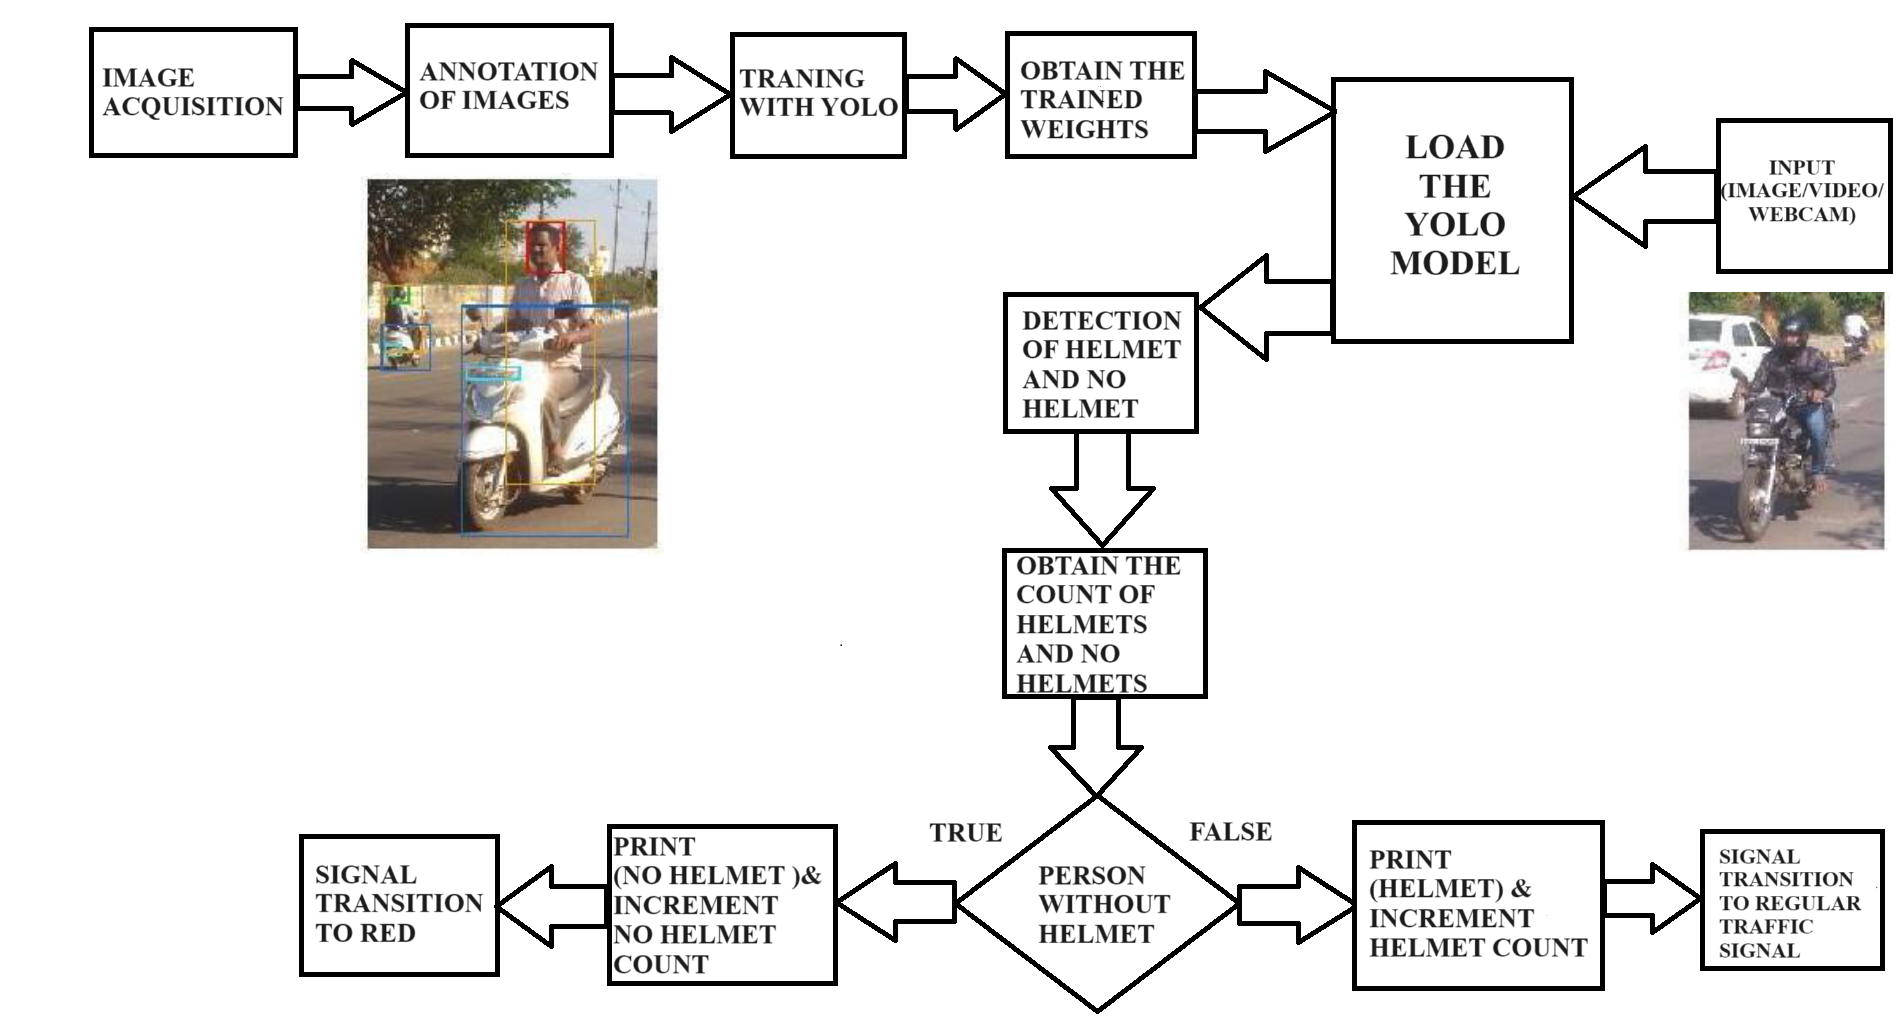 IMAGE
ACQUISITION
ANNOTATION
OF IMAGES
TRANING
WITH YOLO
OBTAIN THE
TRAINED
WEIGHTS
LOAD
THE
YOLO
MODEL
INPUT
(IMAGE/VIDEO/
WEBCAM)
DETECTION
OF HELMET
AND NO
HELMET
OBTAIN THE
COUNT OF
HELMETS
AND NO
HELMETS
TRUE
FALSE
PERSON
WITHOUT
HELMET
PRINT
(NO HELMET )&
INCREMENT
NO HELMET
COUNT
SIGNAL
TRANSITION
TO RED
PRINT
(HELMET) &
INCREMENT
HELMET COUNT
SIGNAL
TRANSITION
TO REGULAR
TRAFFIC
SIGNAL